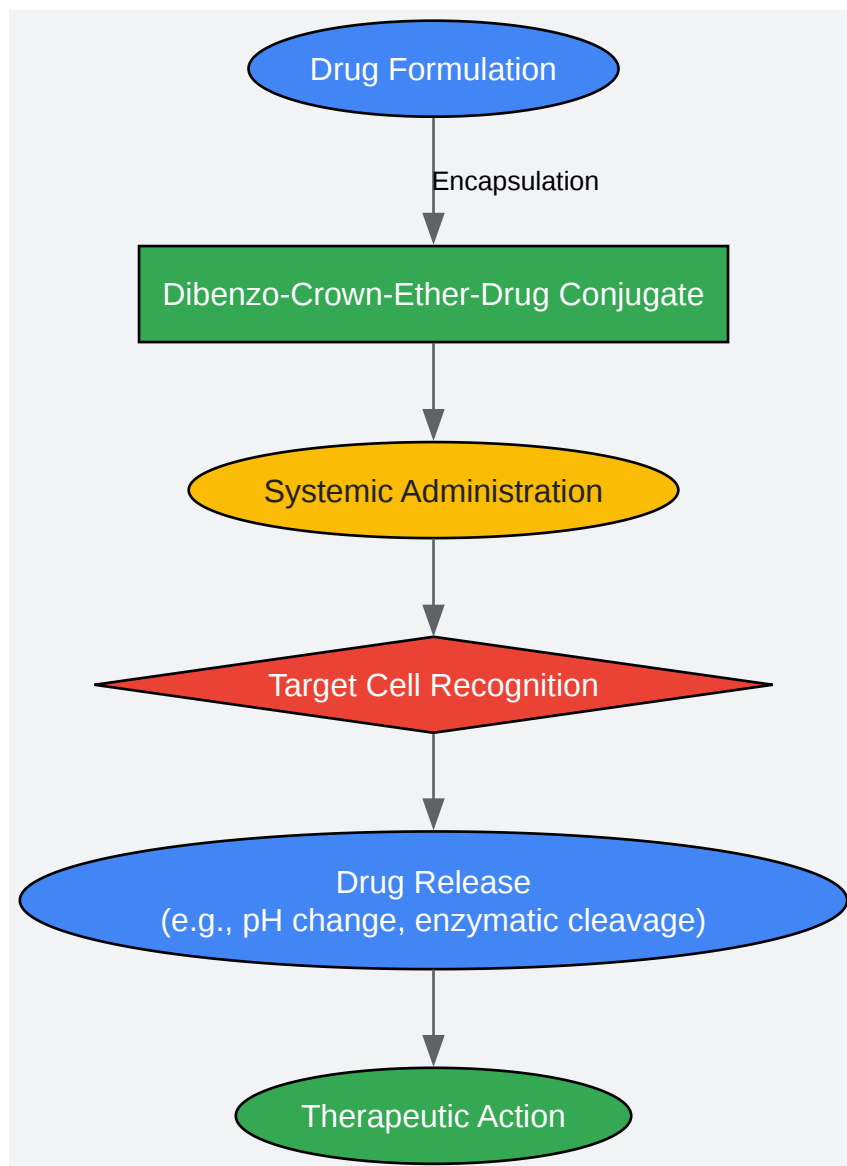 Drug Formulation
Encapsulation
Dibenzo-Crown-Ether-Drug Conjugate
Systemic Administration
Target Cell Recognition
Drug Release
(e.g., pH change, enzymatic cleavage)
Therapeutic Action